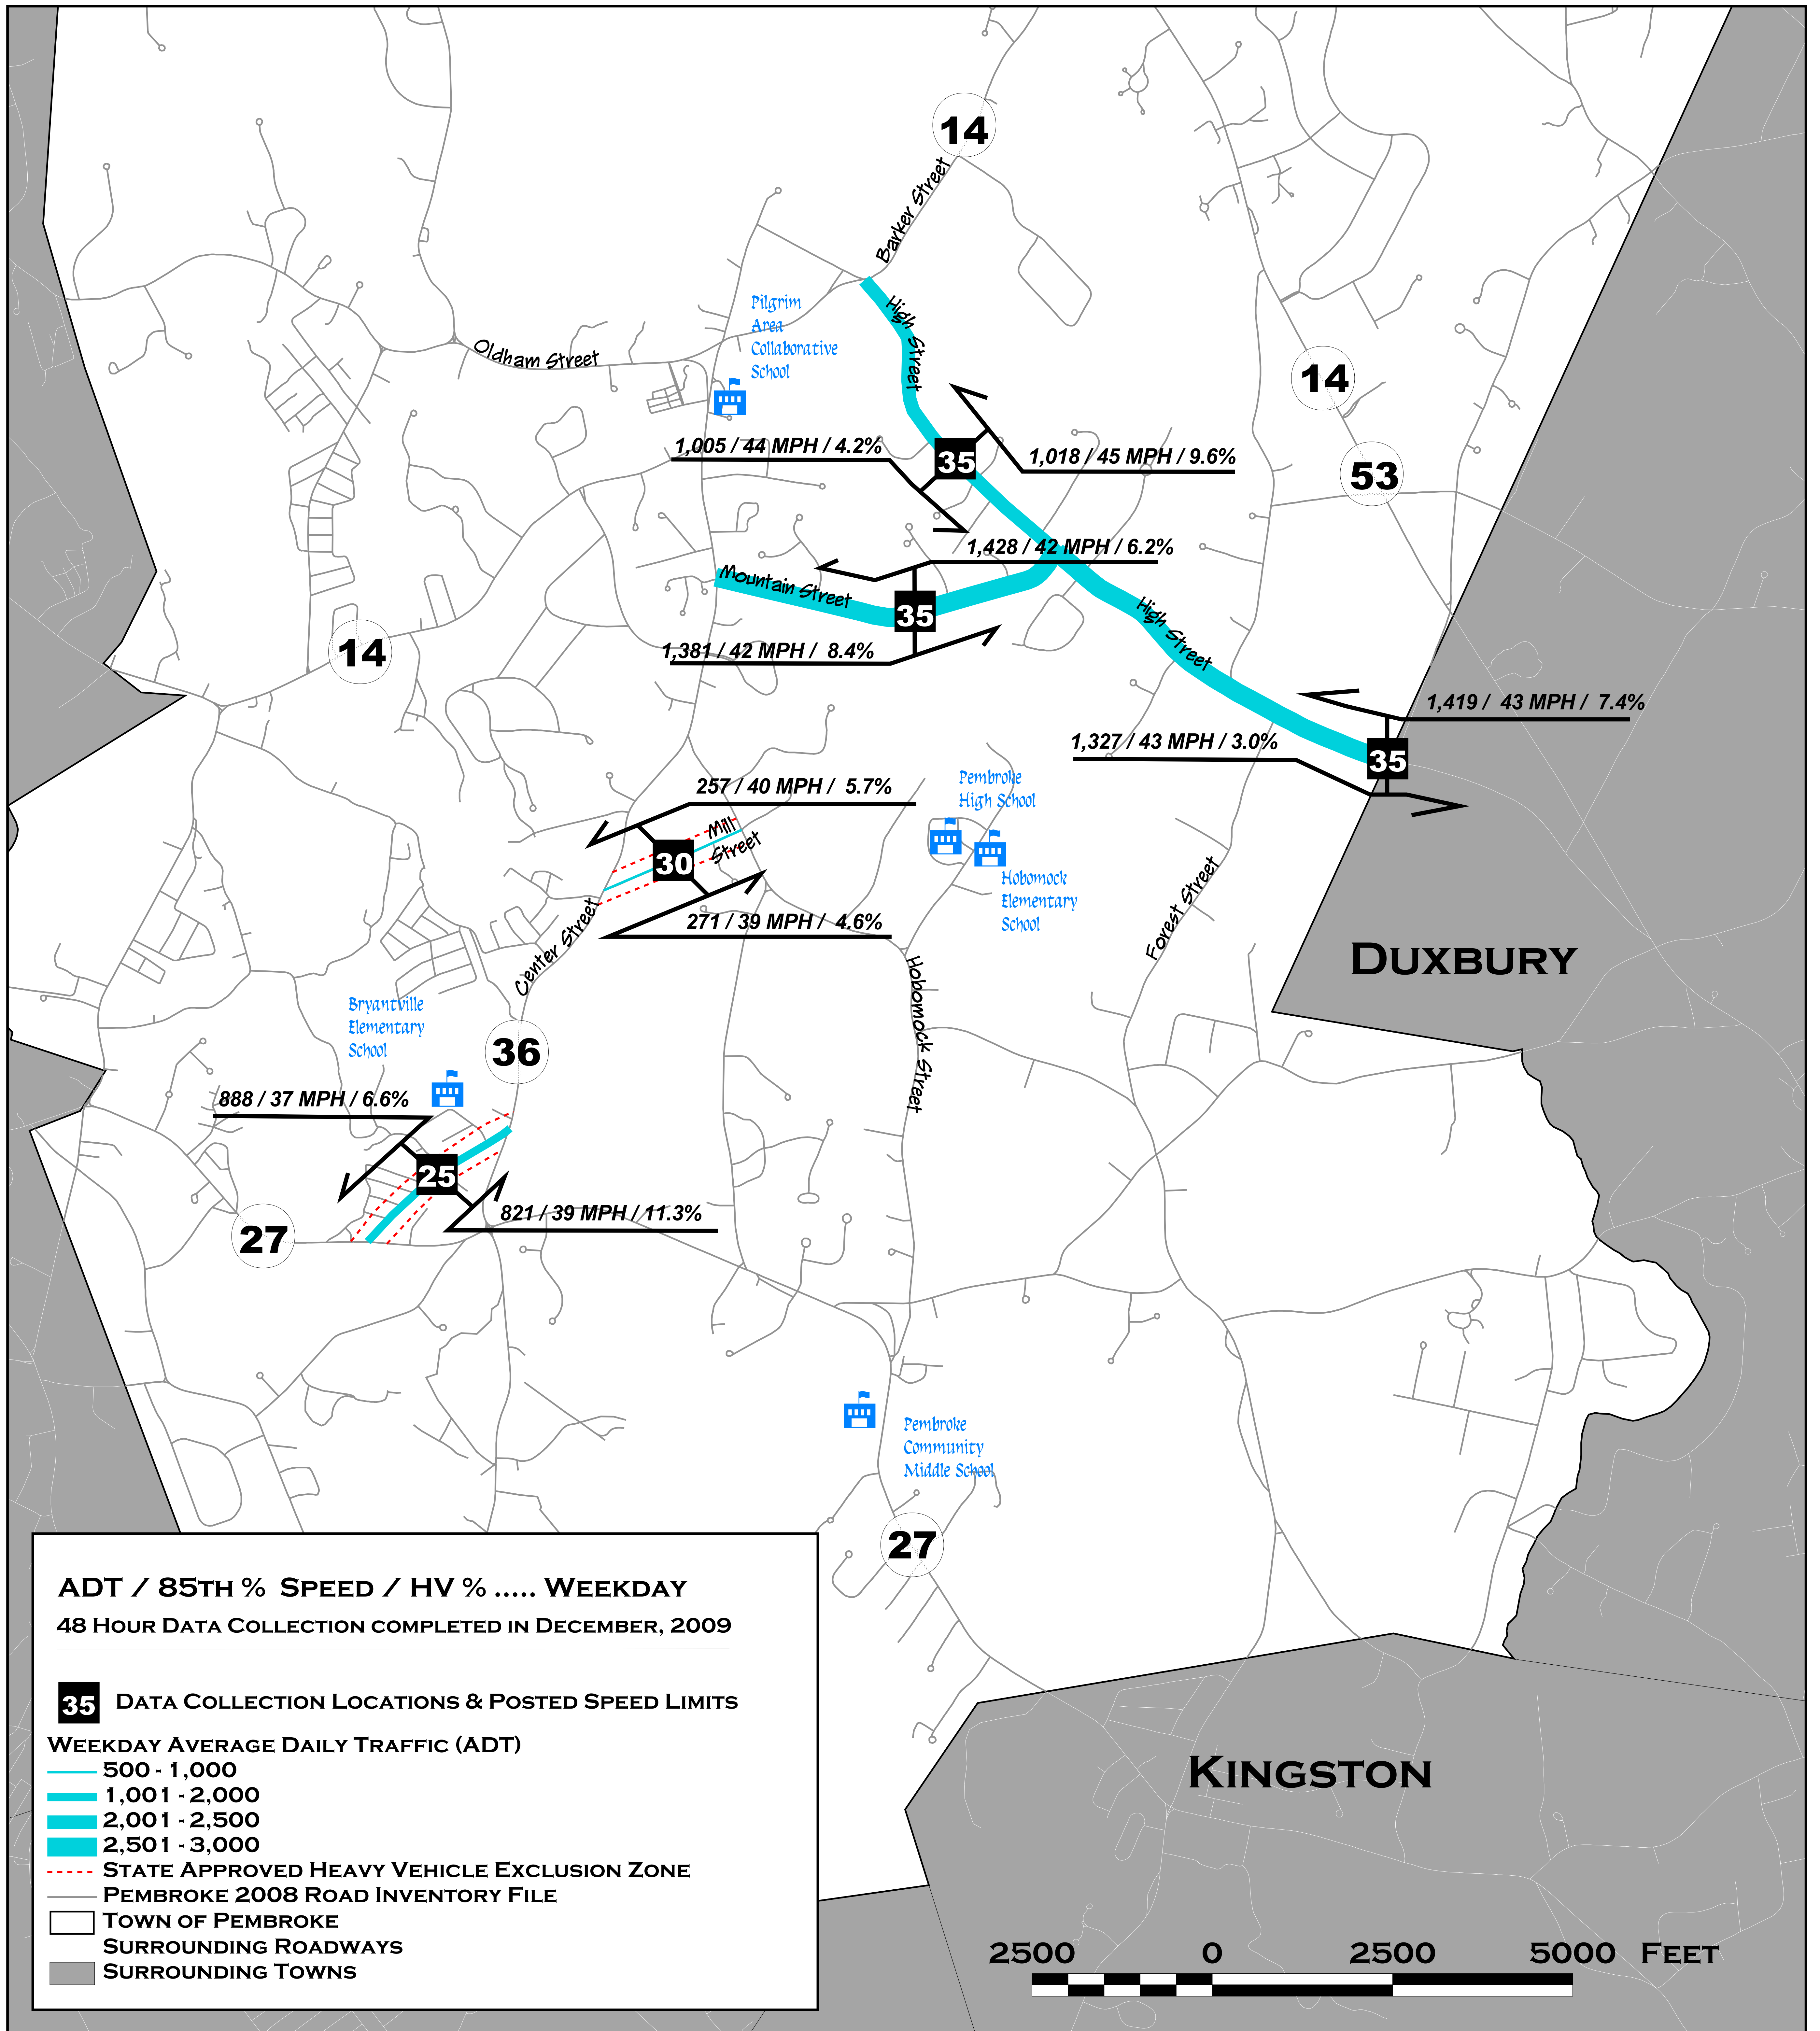 14
Barker Street
High Street
Pilgrim
Area
Collaborative
School
Oldham Street
14
53
1,005 / 44 MPH / 4.2%
35
1,018 / 45 MPH / 9.6%
1,428 / 42 MPH / 6.2%
Mountain Street
35
High Street
14
1,381 / 42 MPH / 8.4%
1,419 / 43 MPH / 7.4%
1,327 / 43 MPH / 3.0%
35
257 / 40 MPH / 5.7%
Pembroke
High School
Mill
Street
30
Hobomock
Elementary
School
271 / 39 MPH / 4.6%
Center Street
Forest Street
DUXBURY
Hobomock Street
Bryantville
Elementary
School
36
888 / 37 MPH / 6.6%
25
821 / 39 MPH / 11.3%
27
Pembroke
Community
Middle School
27
ADT / 85TH % SPEED / HV % ..... WEEKDAY
48 HOUR DATA COLLECTION COMPLETED IN DECEMBER, 2009
35 DATA COLLECTION LOCATIONS & POSTED SPEED LIMITS
WEEKDAY AVERAGE DAILY TRAFFIC (ADT)
500 - 1,000
1,001 - 2,000
2,001 - 2,500
2,501 - 3,000
STATE APPROVED HEAVY VEHICLE EXCLUSION ZONE
PEMBROKE 2008 ROAD INVENTORY FILE
TOWN OF PEMBROKE
SURROUNDING ROADWAYS
SURROUNDING TOWNS
KINGSTON
2500 0 2500 5000 FEET